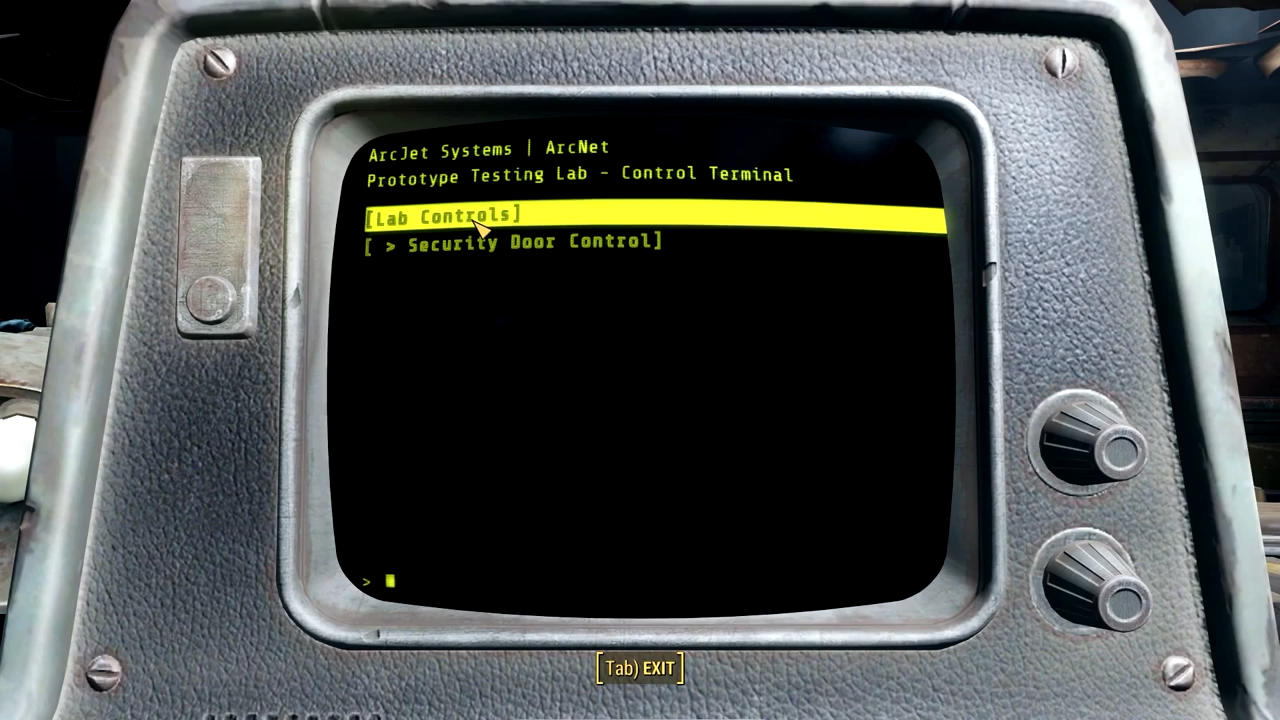 ArcJet Systems | ArcNet
Prototype Testing Lab - Control Terminal
[Lab Controls]
[ > Security Door Control]
>
[Tab) EXIT]